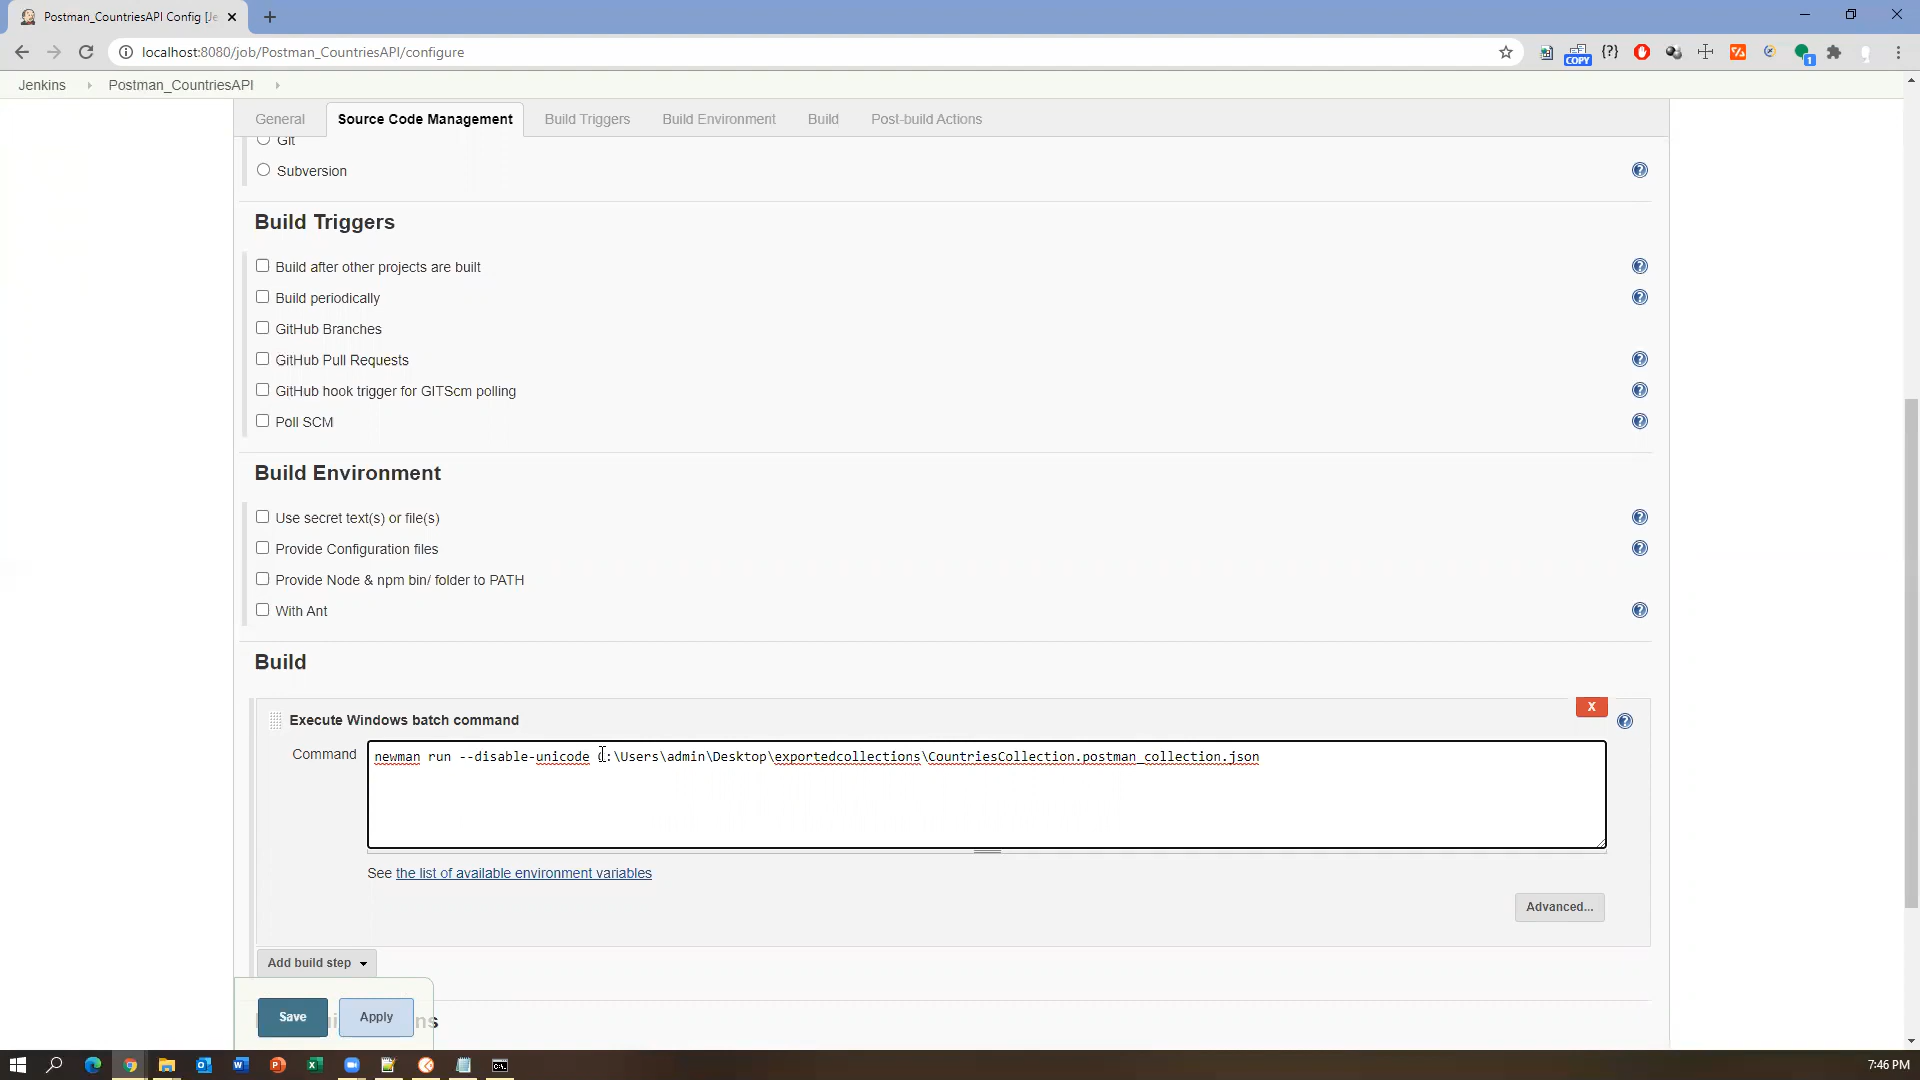 Postman_CountriesAPI Config [Je
localhost:8080/job/Postman_CountriesAPI/configure
COPY
{?}
1
Jenkins Postman_CountriesAPI
General Source Code Management Build Triggers Build Environment Build Post-build Actions
Git
Subversion
Build Triggers
Build after other projects are built
Build periodically
GitHub Branches
GitHub Pull Requests
GitHub hook trigger for GITScm polling
Poll SCM
Build Environment
Use secret text(s) or file(s)
Provide Configuration files
Provide Node & npm bin/ folder to PATH
With Ant
Build
X
Execute Windows batch command
Command newman run --disable-unicode C:\Users\admin\Desktop\exportedcollections\CountriesCollection.postman_collection.json
See the list of available environment variables
Advanced...
Add build step
Save Apply
7:46 PM